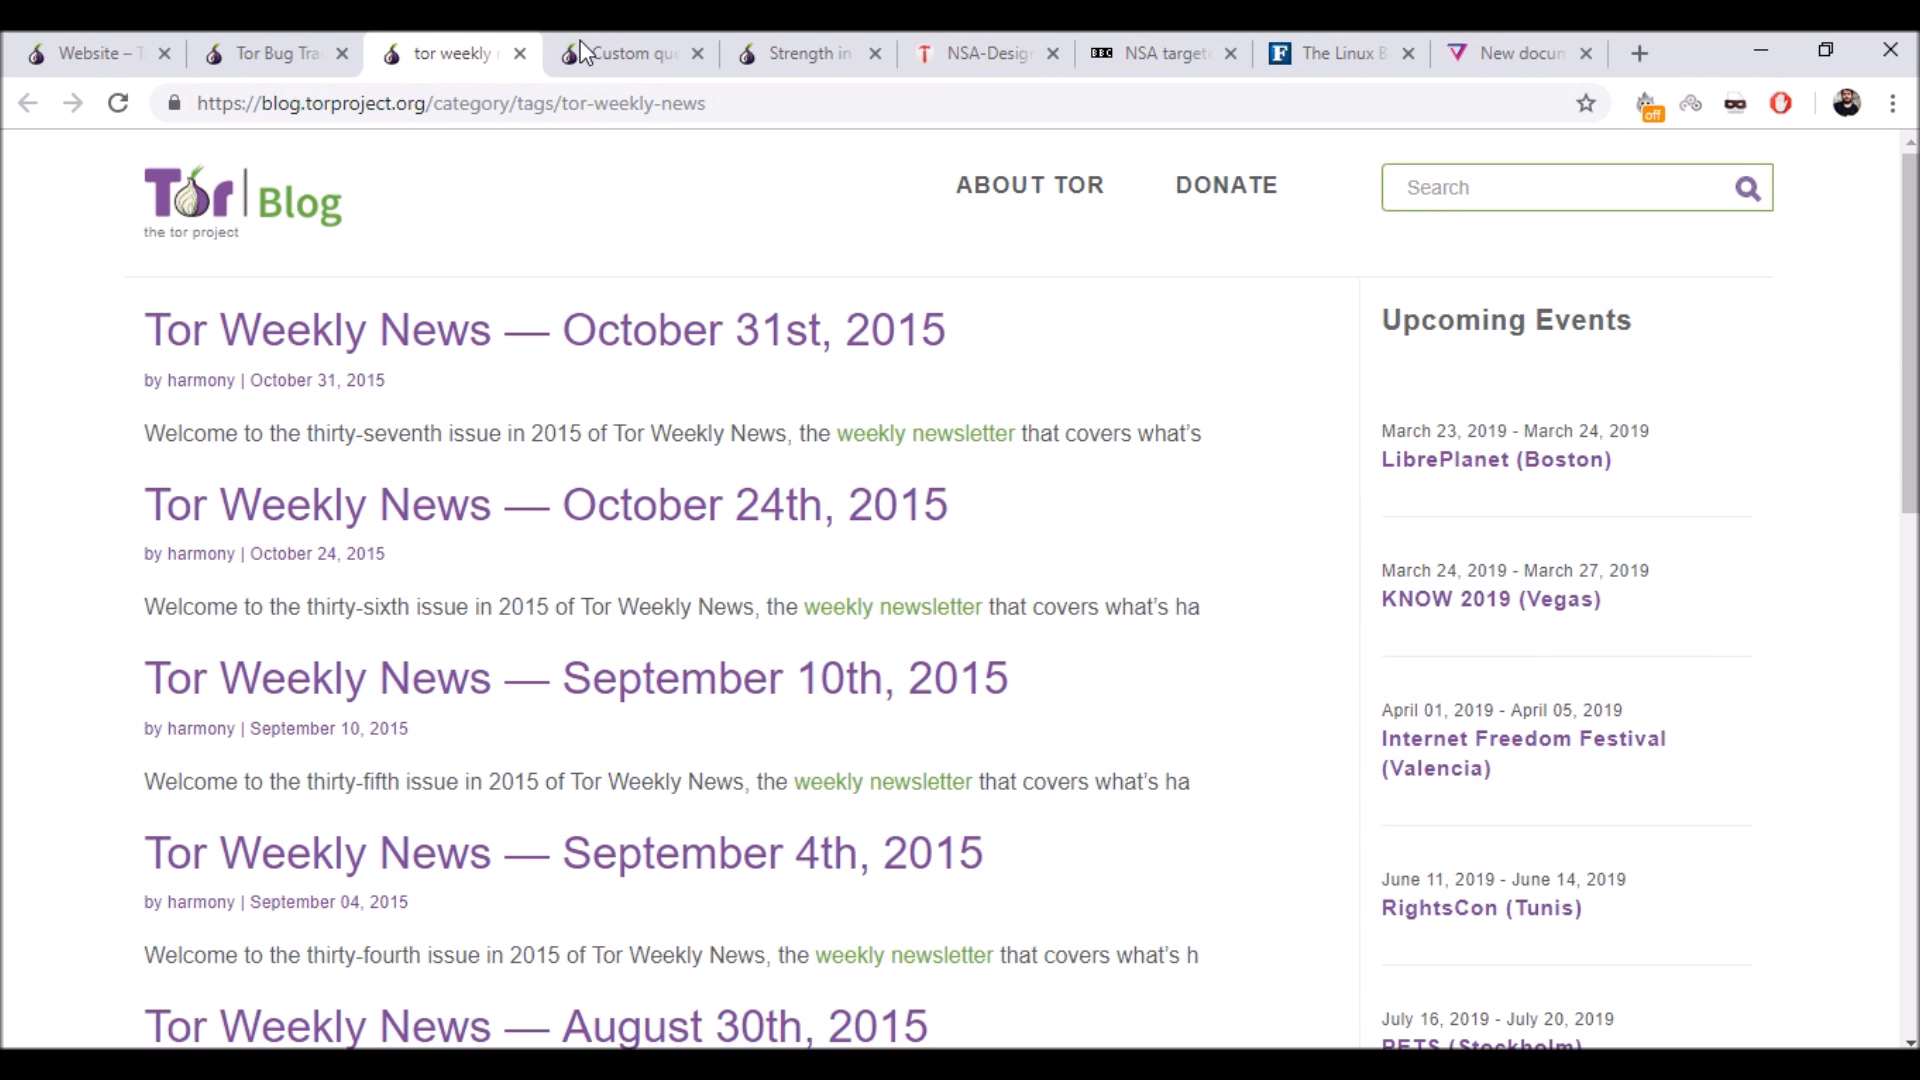 Website – T
Tor Bug Tra
tor weekly
Custom que
Strength in
NSA-Desig
BBC
NSA target
F
The Linux B
New docum
https://blog.torproject.org/category/tags/tor-weekly-news
off
Tor | Blog
the tor project
ABOUT TOR
DONATE
Search
Tor Weekly News — October 31st, 2015
by harmony | October 31, 2015
Welcome to the thirty-seventh issue in 2015 of Tor Weekly News, the weekly newsletter that covers what’s
Tor Weekly News — October 24th, 2015
by harmony | October 24, 2015
Welcome to the thirty-sixth issue in 2015 of Tor Weekly News, the weekly newsletter that covers what’s ha
Tor Weekly News — September 10th, 2015
by harmony | September 10, 2015
Welcome to the thirty-fifth issue in 2015 of Tor Weekly News, the weekly newsletter that covers what’s ha
Tor Weekly News — September 4th, 2015
by harmony | September 04, 2015
Welcome to the thirty-fourth issue in 2015 of Tor Weekly News, the weekly newsletter that covers what’s h
Tor Weekly News — August 30th, 2015
Upcoming Events
March 23, 2019 - March 24, 2019
LibrePlanet (Boston)
March 24, 2019 - March 27, 2019
KNOW 2019 (Vegas)
April 01, 2019 - April 05, 2019
Internet Freedom Festival
(Valencia)
June 11, 2019 - June 14, 2019
RightsCon (Tunis)
July 16, 2019 - July 20, 2019
PETS (Stockholm)